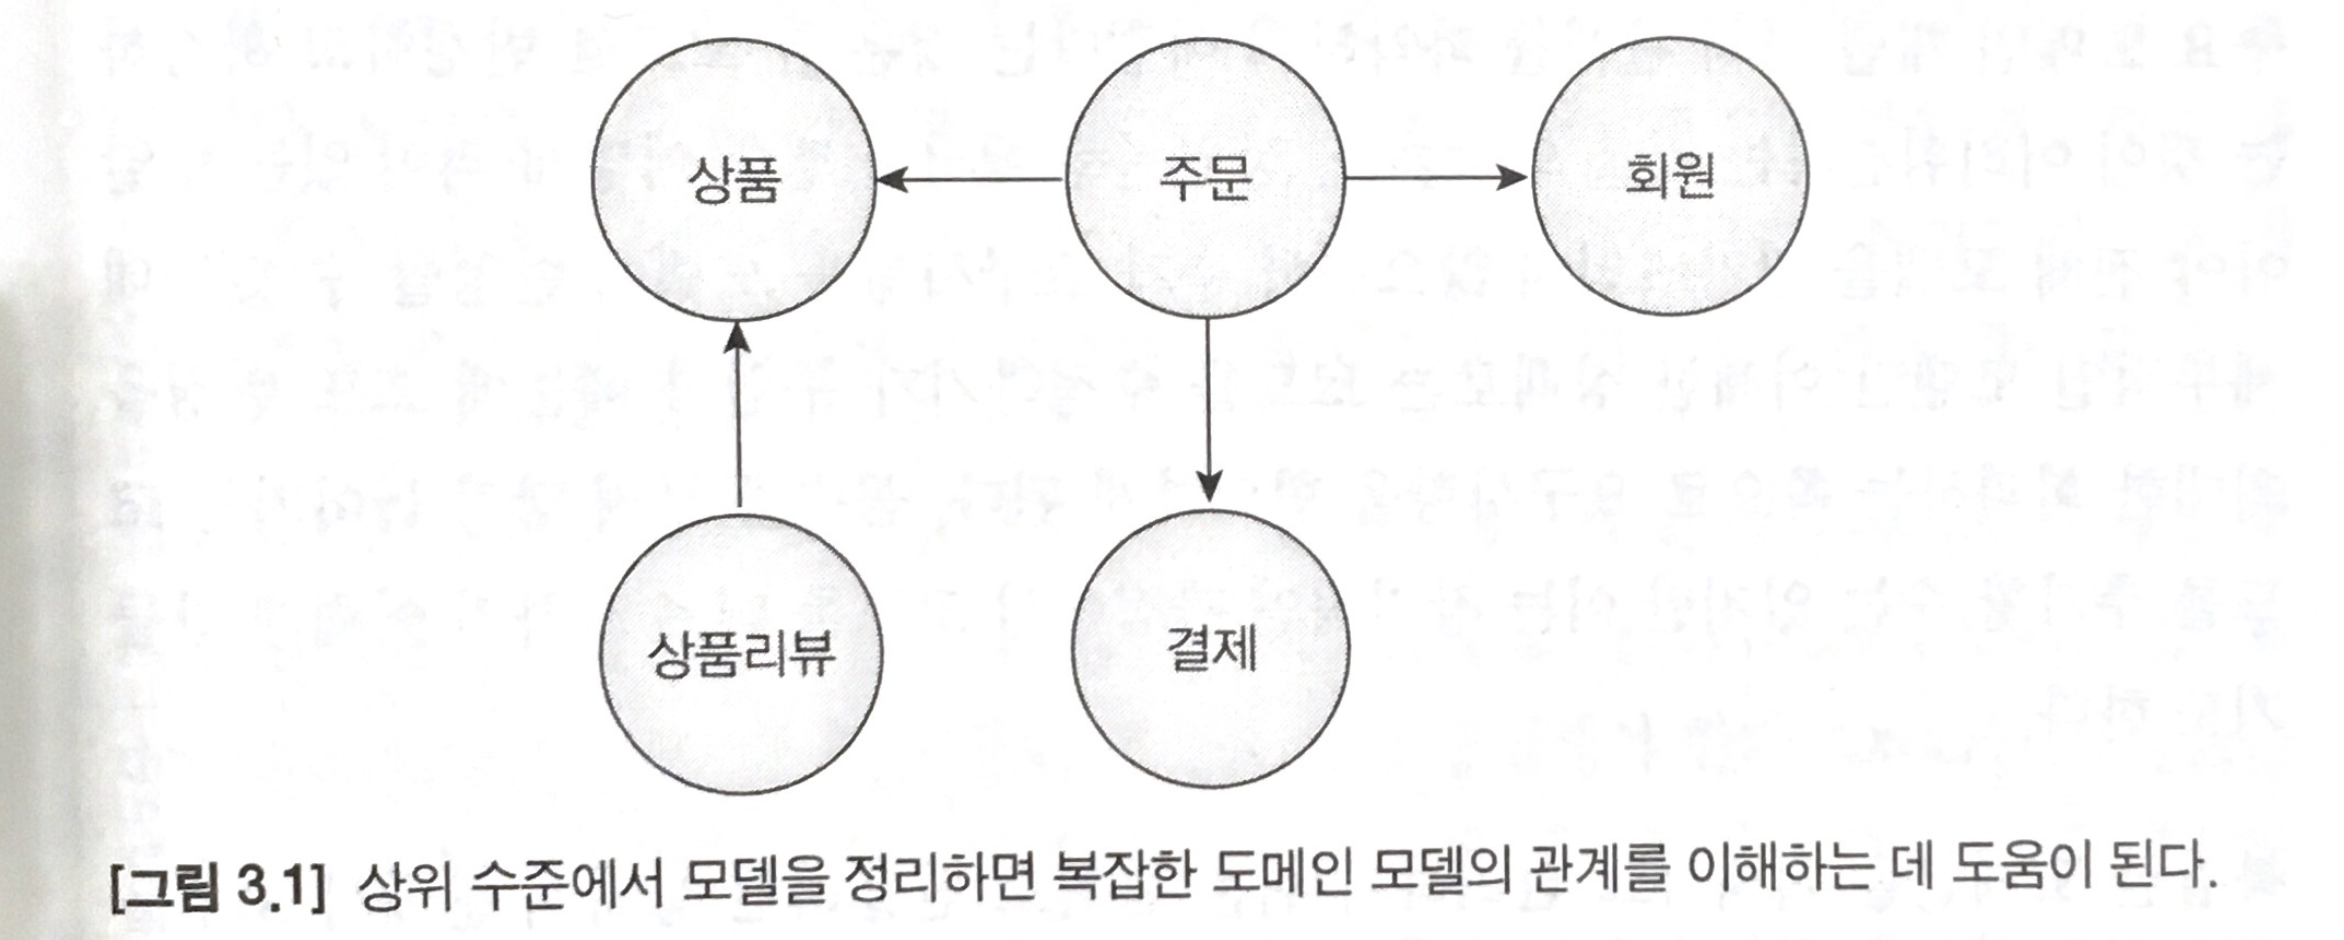 상품
주문
회원
상품리뷰
결제
[그림 3.1] 상위 수준에서 모델을 정리하면 복잡한 도메인 모델의 관계를 이해하는 데 도움이 된다.